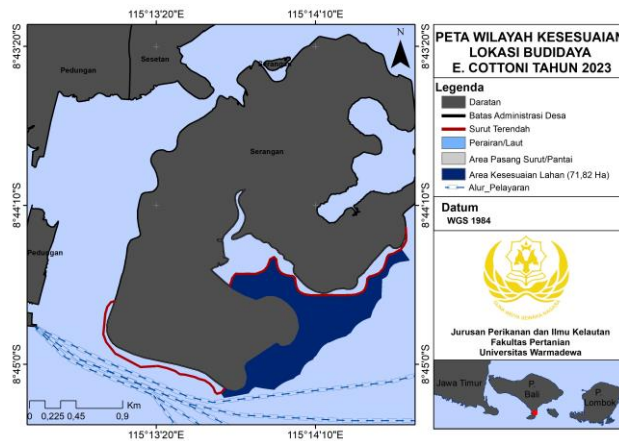 115°13'20"E
115°14'10"E
8°43'20"S
8°43'20"S
Sesetan
Pedungan
Serangan
Serangan
8°44'10"S
8°44'10"S
Pedungan
8°45'0"S
8°45'0"S
Km
0 0,225 0,45 0,9
115°13'20"E
115°14'10"E
N
PETA WILAYAH KESESUAIAN
LOKASI BUDIDAYA
E. COTTONI TAHUN 2023
Legenda
Daratan
Batas Administrasi Desa
Surut Terendah
Perairan/Laut
Area Pasang Surut/Pantai
Area Kesesuaian Lahan (71,82 Ha)
Alur_Pelayaran
Datum
WGS 1984
Jurusan Perikanan dan Ilmu Kelautan
Fakultas Pertanian
Universitas Warmadewa
Jawa Timur
P.
Bali
P.
Lombok